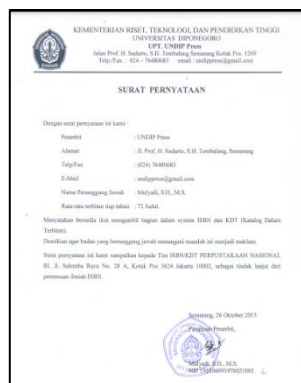 KEMENTERIAN RISET, TEKNOLOGI, DAN PENDIDIKAN TINGGI
UNIVERSITAS DIPONEGORO
UPT. UNDIP Press
Jalan Prof. H. Sudarto, S.H. Tembalang Semarang Kotak Pos. 1269
Telp/Fax. : 024 – 76480683 email : undippress@gmail.com
SURAT PERNYATAAN
Dengan surat pernyataan ini kami :
Penerbit : UNDIP Press
Alamat : Jl. Prof. H. Sudarto, S.H. Tembalang, Semarang
Telp/Fax : (024) 76480683
E-Mail : undippress@gmail.com
Nama Penanggung Jawab : Mulyadi, S.H., M.S.
Rata-rata terbitan tiap tahun : 72 Judul.
Menyatakan bersedia ikut mengambil bagian dalam system ISBN dan KDT (Katalog Dalam
Terbitan).
Demikian agar badan yang bertanggung jawab menangani masalah ini menjadi maklum.
Surat pernyataan ini kami sampaikan kepada Tim ISBN/KDT PERPUSTAKAAN NASIONAL
RI. Jl. Salemba Raya No. 28 A, Kotak Pos 3624 Jakarta 10002, sebagai tindak lanjut dari
pertemuan ilmiah ISBN.
Semarang, 26 Oktober 2015
Pimpinan Penerbit,
Mulyadi, S.H., M.S.
NIP